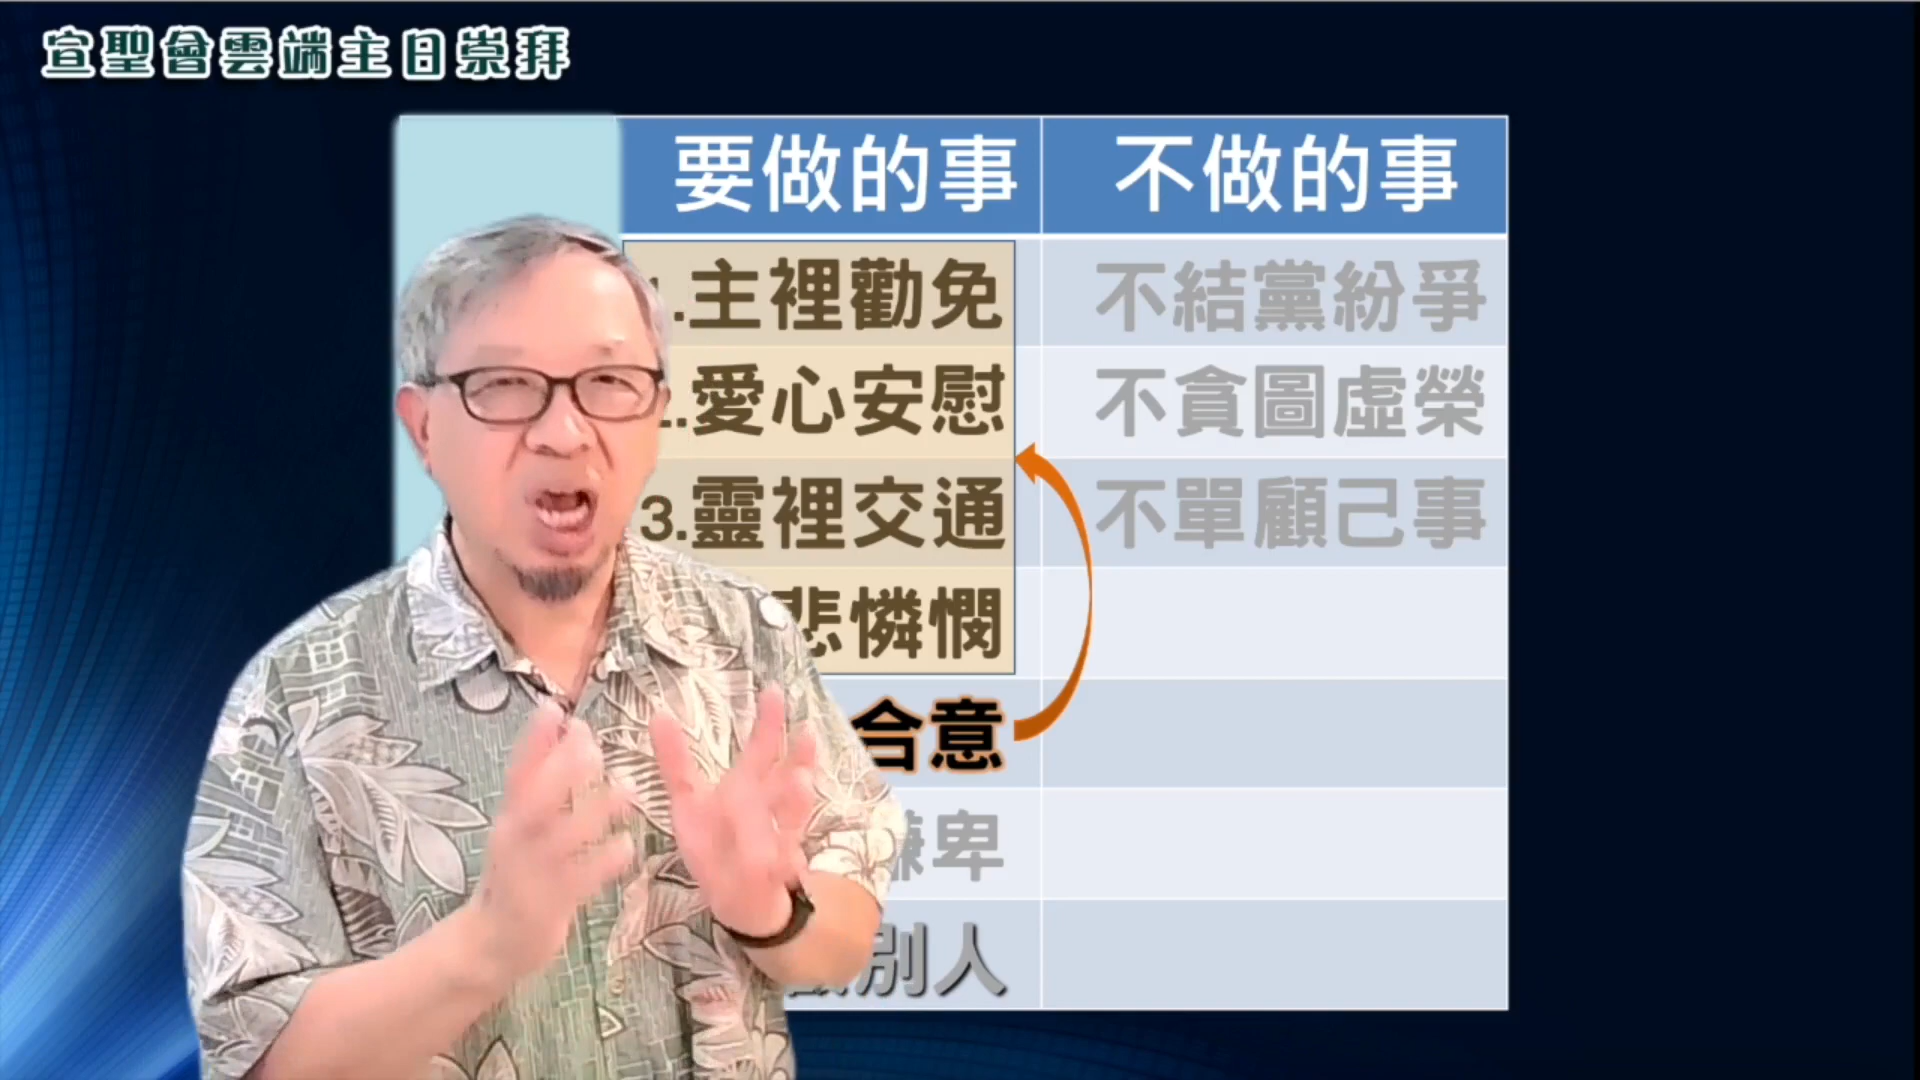 宣聖會雲端主日崇拜
要做的事 不做的事
.主裡勸免 不結黨紛爭
.愛心安慰 不貪圖虛榮
3.靈裡交通 不單顧己事
悲憐憫
合意
謙卑
別人